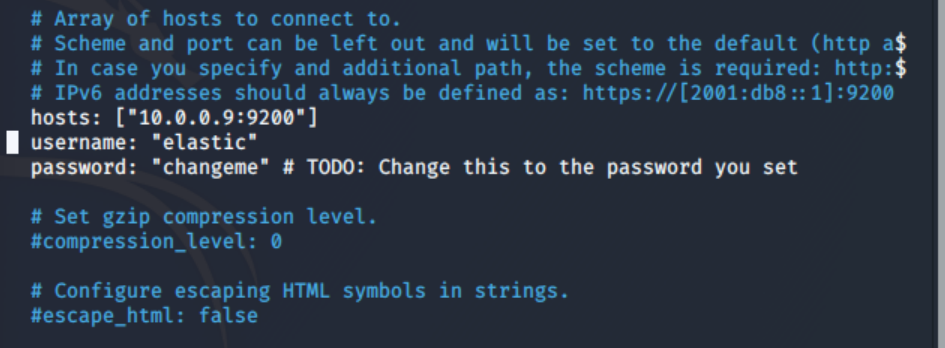 # Array of hosts to connect to.
# Scheme and port can be left out and will be set to the default (http a$
# In case you specify and additional path, the scheme is required: http:$
# IPv6 addresses should always be defined as: https://[2001:db8::1]:9200
hosts: ["10.0.0.9:9200"]
username: "elastic"
password: "changeme" # TODO: Change this to the password you set

# Set gzip compression level.
#compression_level: 0

# Configure escaping HTML symbols in strings.
#escape_html: false